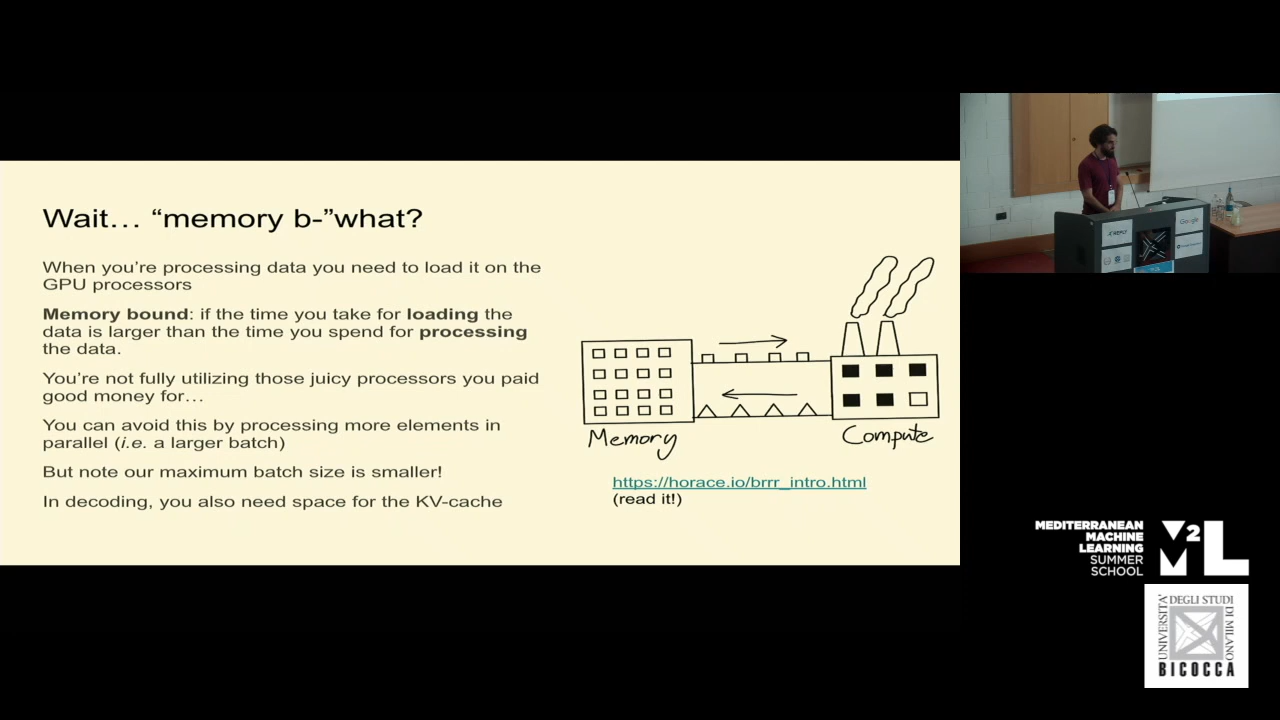 Wait… “memory b-”what?
When you’re processing data you need to load it on the
GPU processors
Memory bound: if the time you take for loading the
data is larger than the time you spend for processing
the data.
You’re not fully utilizing those juicy processors you paid
good money for…
You can avoid this by processing more elements in
parallel (i.e. a larger batch)
But note our maximum batch size is smaller!
In decoding, you also need space for the KV-cache
Memory
Compute
https://horace.io/brrr_intro.html
(read it!)
Google
MEDITERRANEAN
MACHINE
LEARNING
SUMMER
SCHOOL
M2L
UNIVERSITA'
DEGLI STUDI
DI MILANO
BICOCCA